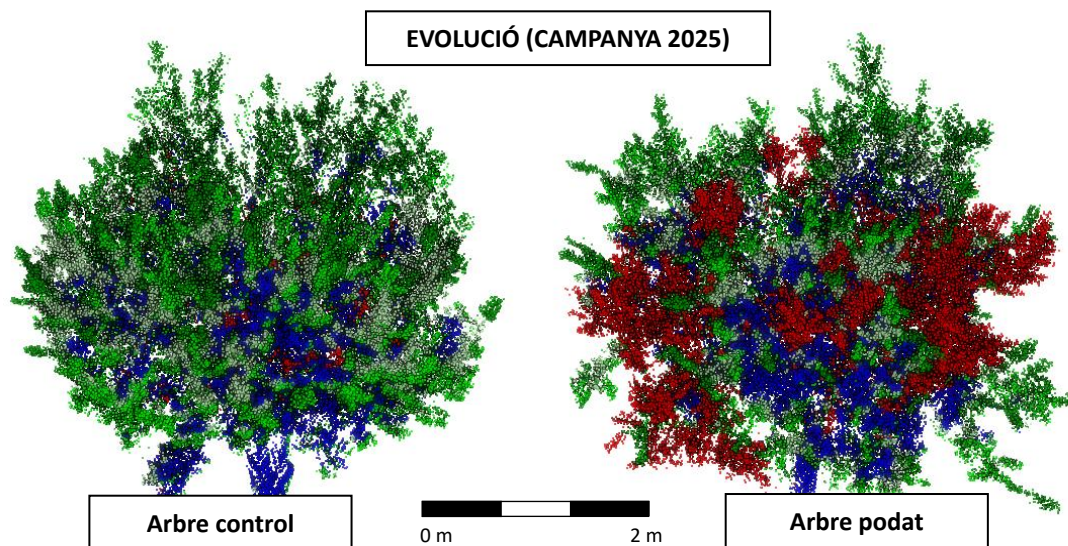 EVOLUCIÓ (CAMPANYA 2025)
Arbre control
0 m
2 m
Arbre podat